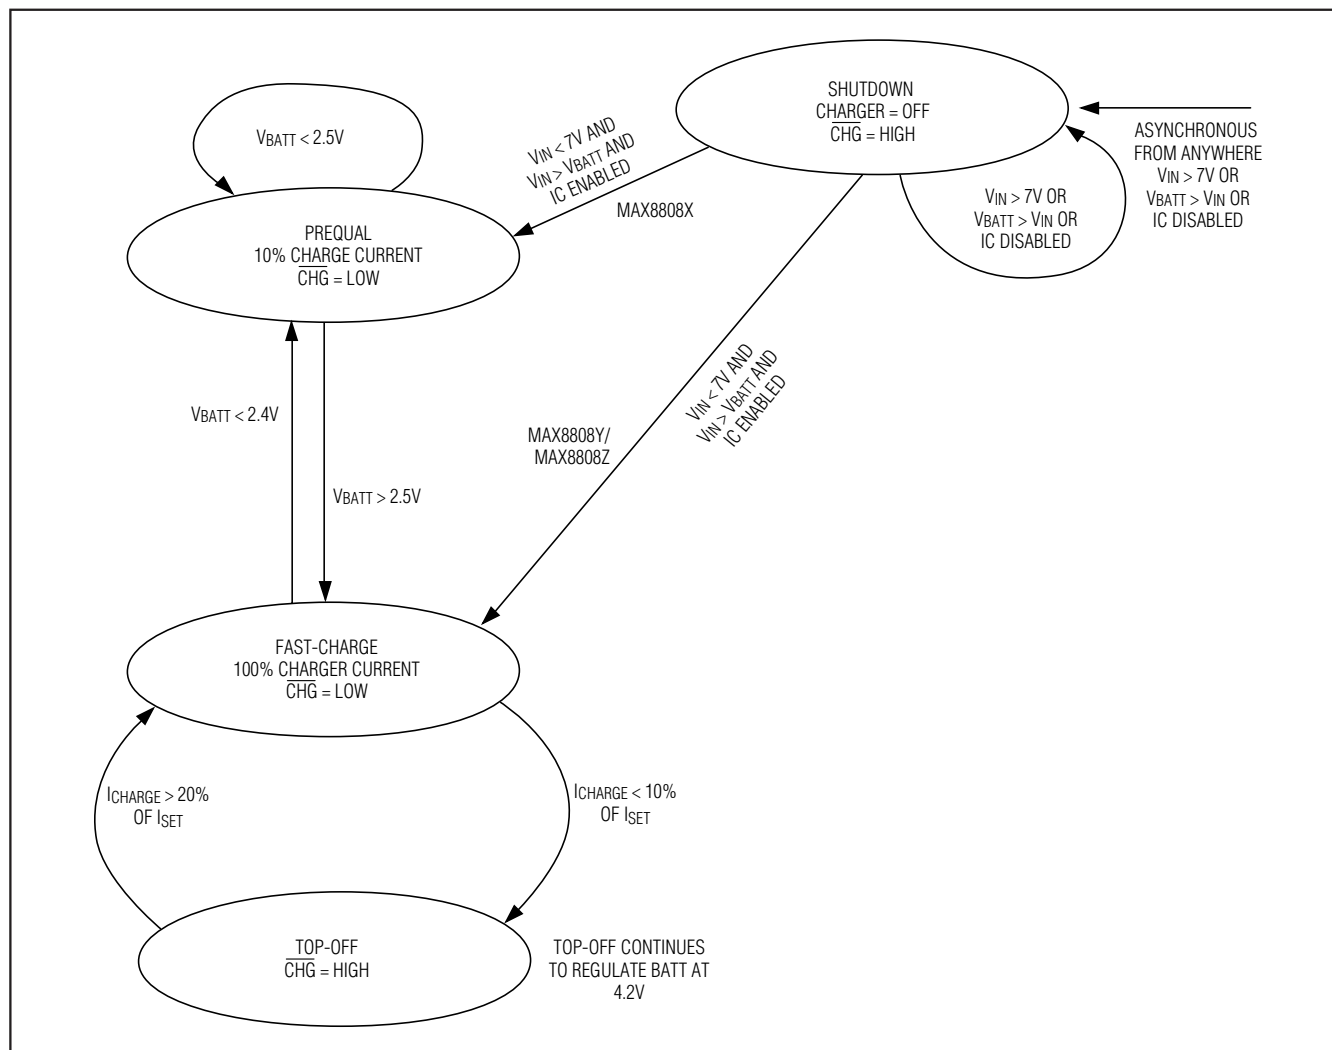 SHUTDOWN
CHARGER = OFF
CHG = HIGH
ASYNCHRONOUS
FROM ANYWHERE
VIN > 7V OR
VBATT > VIN OR
IC DISABLED
VIN > 7V OR
VBATT > VIN OR
IC DISABLED
VBATT < 2.5V
VIN < 7V AND
VIN > VBATT AND
IC ENABLED
MAX8808X
PREQUAL
10% CHARGE CURRENT
CHG = LOW
VIN < 7V AND
VIN > VBATT AND
IC ENABLED
MAX8808Y/
MAX8808Z
VBATT < 2.4V
VBATT > 2.5V
FAST-CHARGE
100% CHARGER CURRENT
CHG = LOW
ICHARGE > 20%
OF ISET
ICHARGE < 10%
OF ISET
TOP-OFF
CHG = HIGH
TOP-OFF CONTINUES
TO REGULATE BATT AT
4.2V